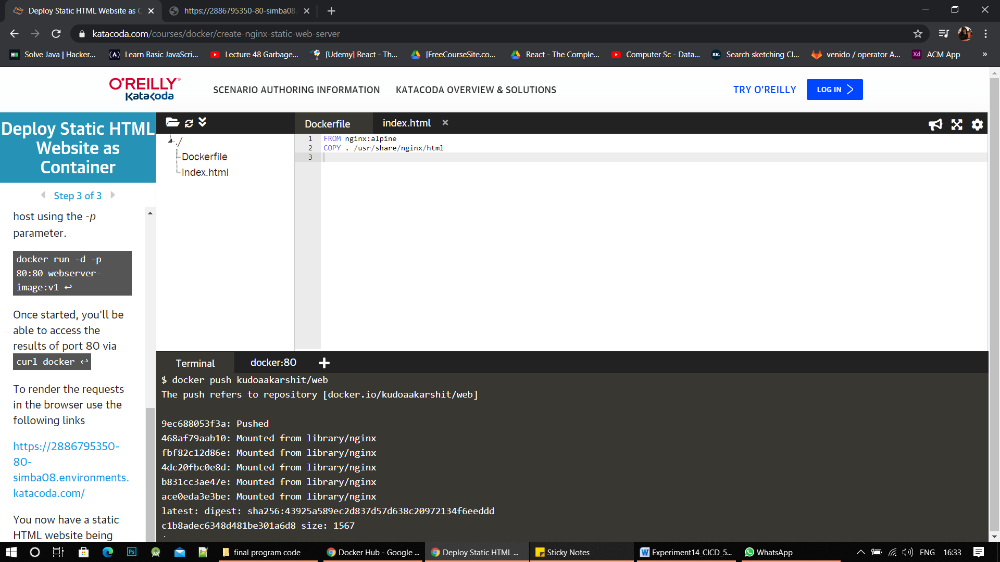 Deploy Static HTML Website as C
https://2886795350-80-simba08.
katacoda.com/courses/docker/create-nginx-static-web-server
Solve Java | Hacker...
Learn Basic JavaScri...
Lecture 48 Garbage...
[Udemy] React - Th...
[FreeCourseSite.co...
React - The Comple...
Computer Sc - Data...
SK.
Search sketching Cl...
venido / operator A...
Xd
ACM App
»
O'REILLY®
Katacoda
SCENARIO AUTHORING INFORMATION
KATACODA OVERVIEW & SOLUTIONS
TRY O'REILLY
LOG IN
Deploy Static HTML
Website as
Container
Step 3 of 3
host using the -p
parameter.
docker run -d -p
80:80 webserver-
image:v1 ↩
Once started, you'll be
able to access the
results of port 80 via
curl docker ↩
To render the requests
in the browser use the
following links
https://2886795350-
80-
simba08.environments.
katacoda.com/
You now have a static
HTML website being
./
Dockerfile
index.html
Dockerfile
index.html
1 FROM nginx:alpine
2 COPY . /usr/share/nginx/html
3
Terminal
docker:80
$ docker push kudoaakarshit/web
The push refers to repository [docker.io/kudoaakarshit/web]
9ec688053f3a: Pushed
468af79aab10: Mounted from library/nginx
fbf82c12d86e: Mounted from library/nginx
4dc20fbc0e8d: Mounted from library/nginx
b831cc3ae47e: Mounted from library/nginx
ace0eda3e3be: Mounted from library/nginx
latest: digest: sha256:43925a589ec2d837d57d638c20972134f6eeddd
c1b8adec6348d481be301a6d8 size: 1567
Ps
final program code
Docker Hub - Google ...
Deploy Static HTML ...
Sticky Notes
Experiment14_CICD_5...
WhatsApp
ENG
16:33